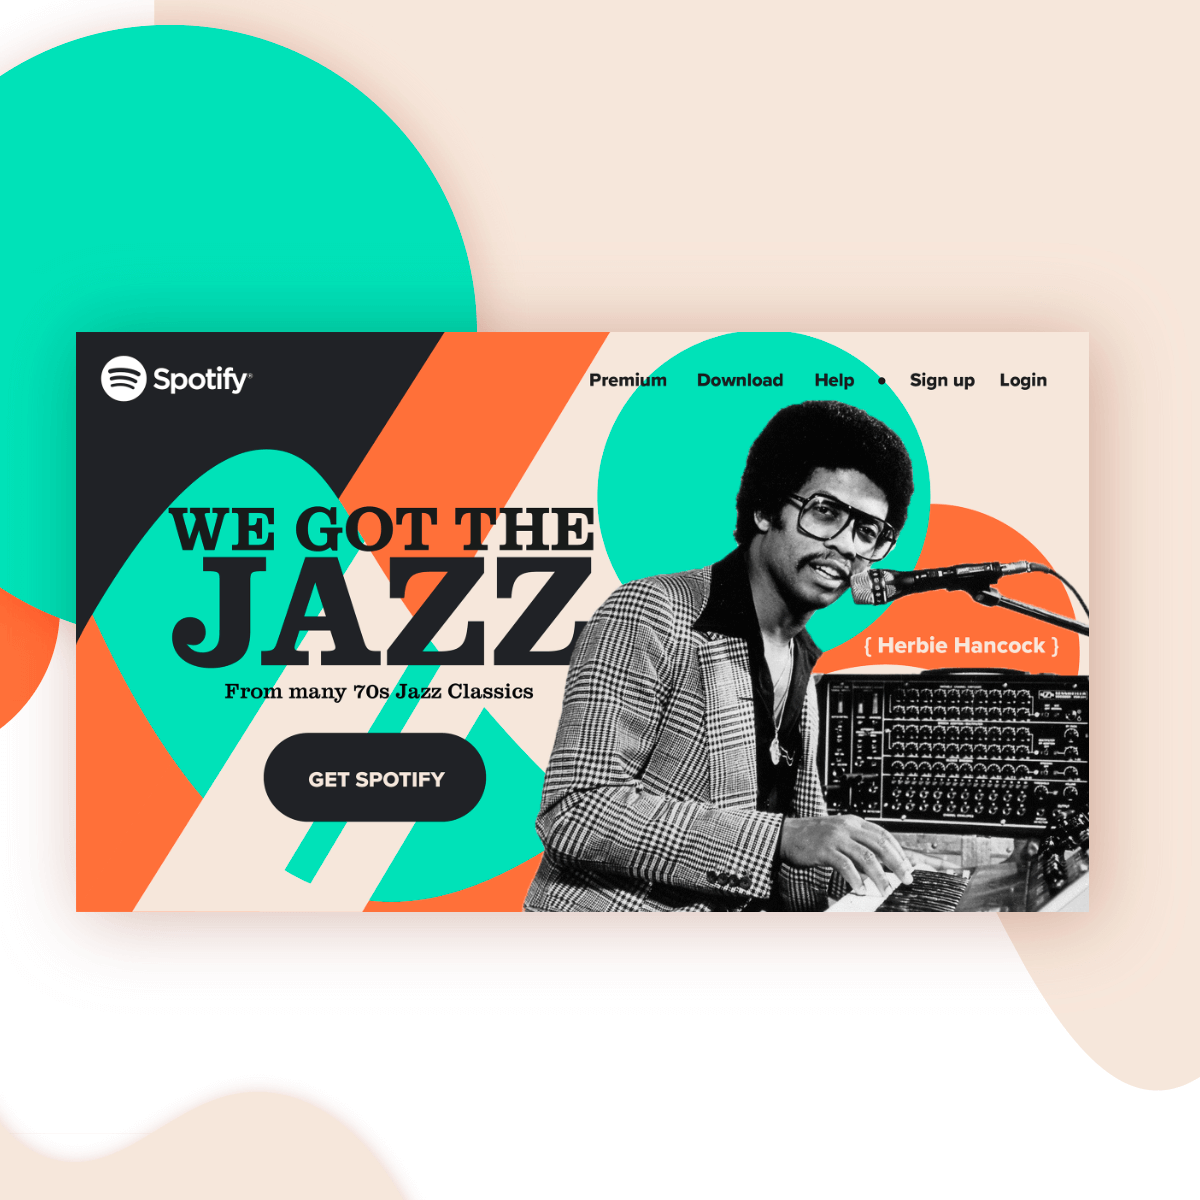 Spotify®
Premium Download Help • Sign up Login
WE GOT THE
JAZZ
From many 70s Jazz Classics
GET SPOTIFY
{ Herbie Hancock }